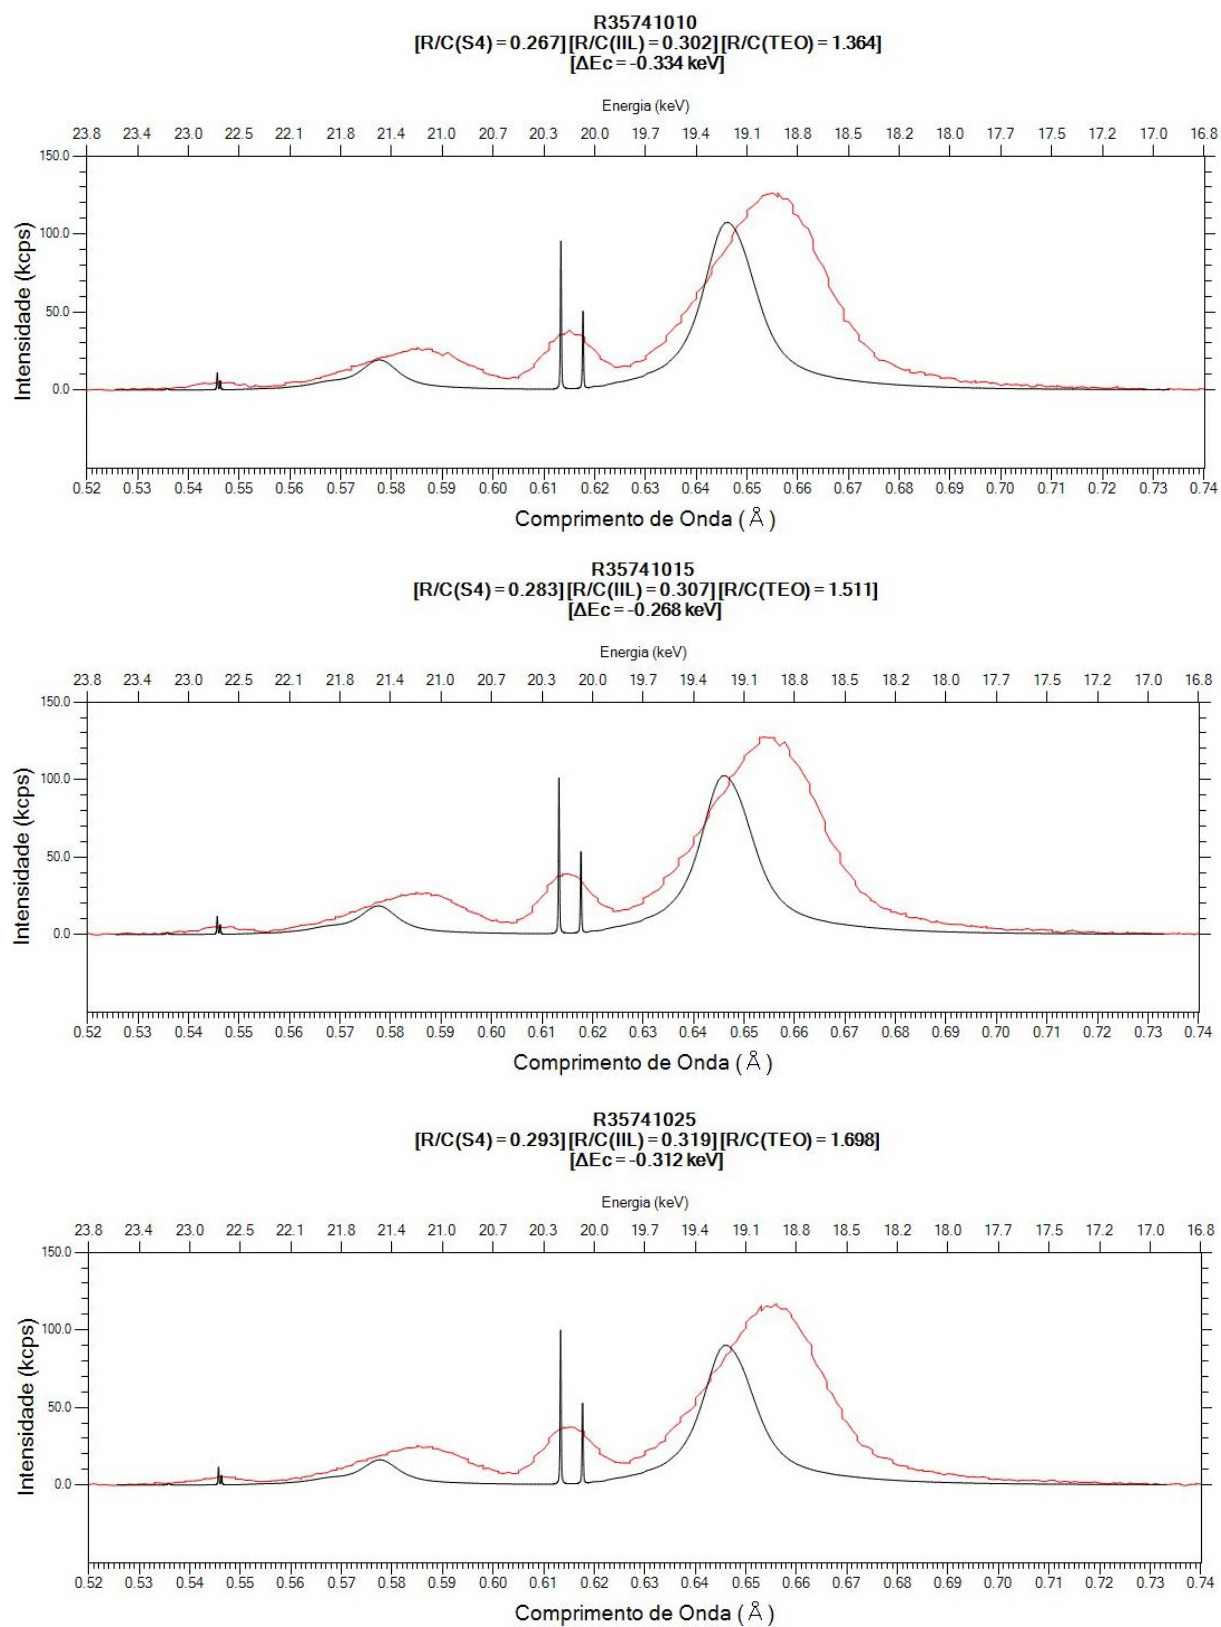 R35741010
[R/C(S4) = 0.267] [R/C(IIL) = 0.302] [R/C(TEO) = 1.364]
[ΔEc = -0.334 keV]
Energia (keV)
23.8 23.4 23.0 22.5 22.1 21.8 21.4 21.0 20.7 20.3 20.0 19.7 19.4 19.1 18.8 18.5 18.2 18.0 17.7 17.5 17.2 17.0 16.8
150.0
100.0
50.0
0.0
Intensidade (kcps)
0.52 0.53 0.54 0.55 0.56 0.57 0.58 0.59 0.60 0.61 0.62 0.63 0.64 0.65 0.66 0.67 0.68 0.69 0.70 0.71 0.72 0.73 0.74
Comprimento de Onda ( Å )
R35741015
[R/C(S4) = 0.283] [R/C(IIL) = 0.307] [R/C(TEO) = 1.511]
[ΔEc = -0.268 keV]
Energia (keV)
23.8 23.4 23.0 22.5 22.1 21.8 21.4 21.0 20.7 20.3 20.0 19.7 19.4 19.1 18.8 18.5 18.2 18.0 17.7 17.5 17.2 17.0 16.8
150.0
100.0
50.0
0.0
Intensidade (kcps)
0.52 0.53 0.54 0.55 0.56 0.57 0.58 0.59 0.60 0.61 0.62 0.63 0.64 0.65 0.66 0.67 0.68 0.69 0.70 0.71 0.72 0.73 0.74
Comprimento de Onda ( Å )
R35741025
[R/C(S4) = 0.293] [R/C(IIL) = 0.319] [R/C(TEO) = 1.698]
[ΔEc = -0.312 keV]
Energia (keV)
23.8 23.4 23.0 22.5 22.1 21.8 21.4 21.0 20.7 20.3 20.0 19.7 19.4 19.1 18.8 18.5 18.2 18.0 17.7 17.5 17.2 17.0 16.8
150.0
100.0
50.0
0.0
Intensidade (kcps)
0.52 0.53 0.54 0.55 0.56 0.57 0.58 0.59 0.60 0.61 0.62 0.63 0.64 0.65 0.66 0.67 0.68 0.69 0.70 0.71 0.72 0.73 0.74
Comprimento de Onda ( Å )